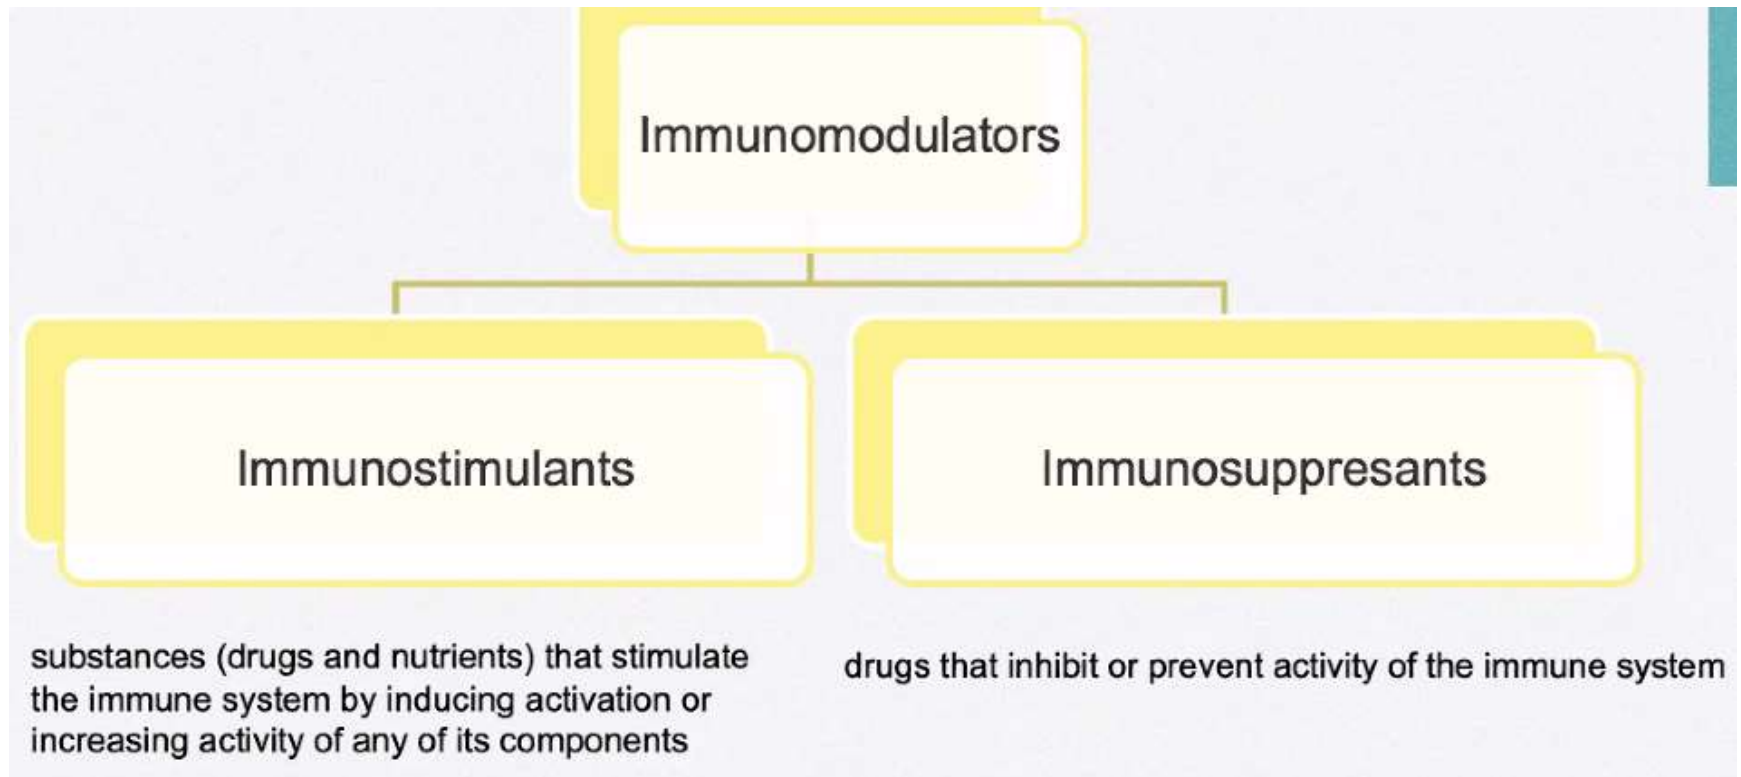 Immunomodulators
Immunostimulants
Immunosuppresants
substances (drugs and nutrients) that stimulate
the immune system by inducing activation or
increasing activity of any of its components
drugs that inhibit or prevent activity of the immune system